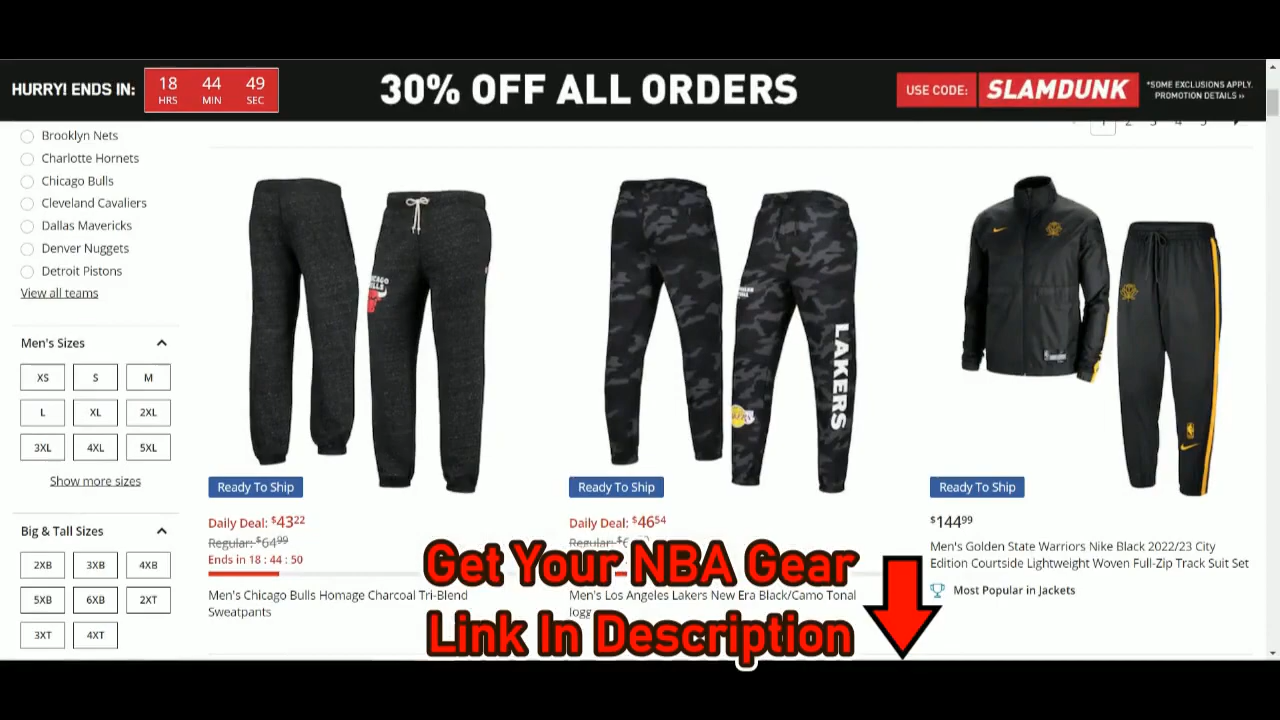 HURRY! ENDS IN:
18 44 49
HRS MIN SEC
30% OFF ALL ORDERS
USE CODE: SLAMDUNK
*SOME EXCLUSIONS APPLY.
PROMOTION DETAILS »
1 2 3 4 5
Brooklyn Nets
Charlotte Hornets
Chicago Bulls
Cleveland Cavaliers
Dallas Mavericks
Denver Nuggets
Detroit Pistons
View all teams
Men's Sizes
XS S M
L XL 2XL
3XL 4XL 5XL
Show more sizes
Big & Tall Sizes
2XB 3XB 4XB
5XB 6XB 2XT
3XT 4XT
LAKERS
Ready To Ship
Daily Deal: $43.22
Regular: $64.99
Ends in 18 : 44 : 50
Men's Chicago Bulls Homage Charcoal Tri-Blend
Sweatpants
Ready To Ship
Daily Deal: $46.54
Regular:
Men's Los Angeles Lakers New Era Black/Camo Tonal
Ready To Ship
$144.99
Men's Golden State Warriors Nike Black 2022/23 City
Edition Courtside Lightweight Woven Full-Zip Track Suit Set
Most Popular in Jackets
Get Your NBA Gear
Link In Description